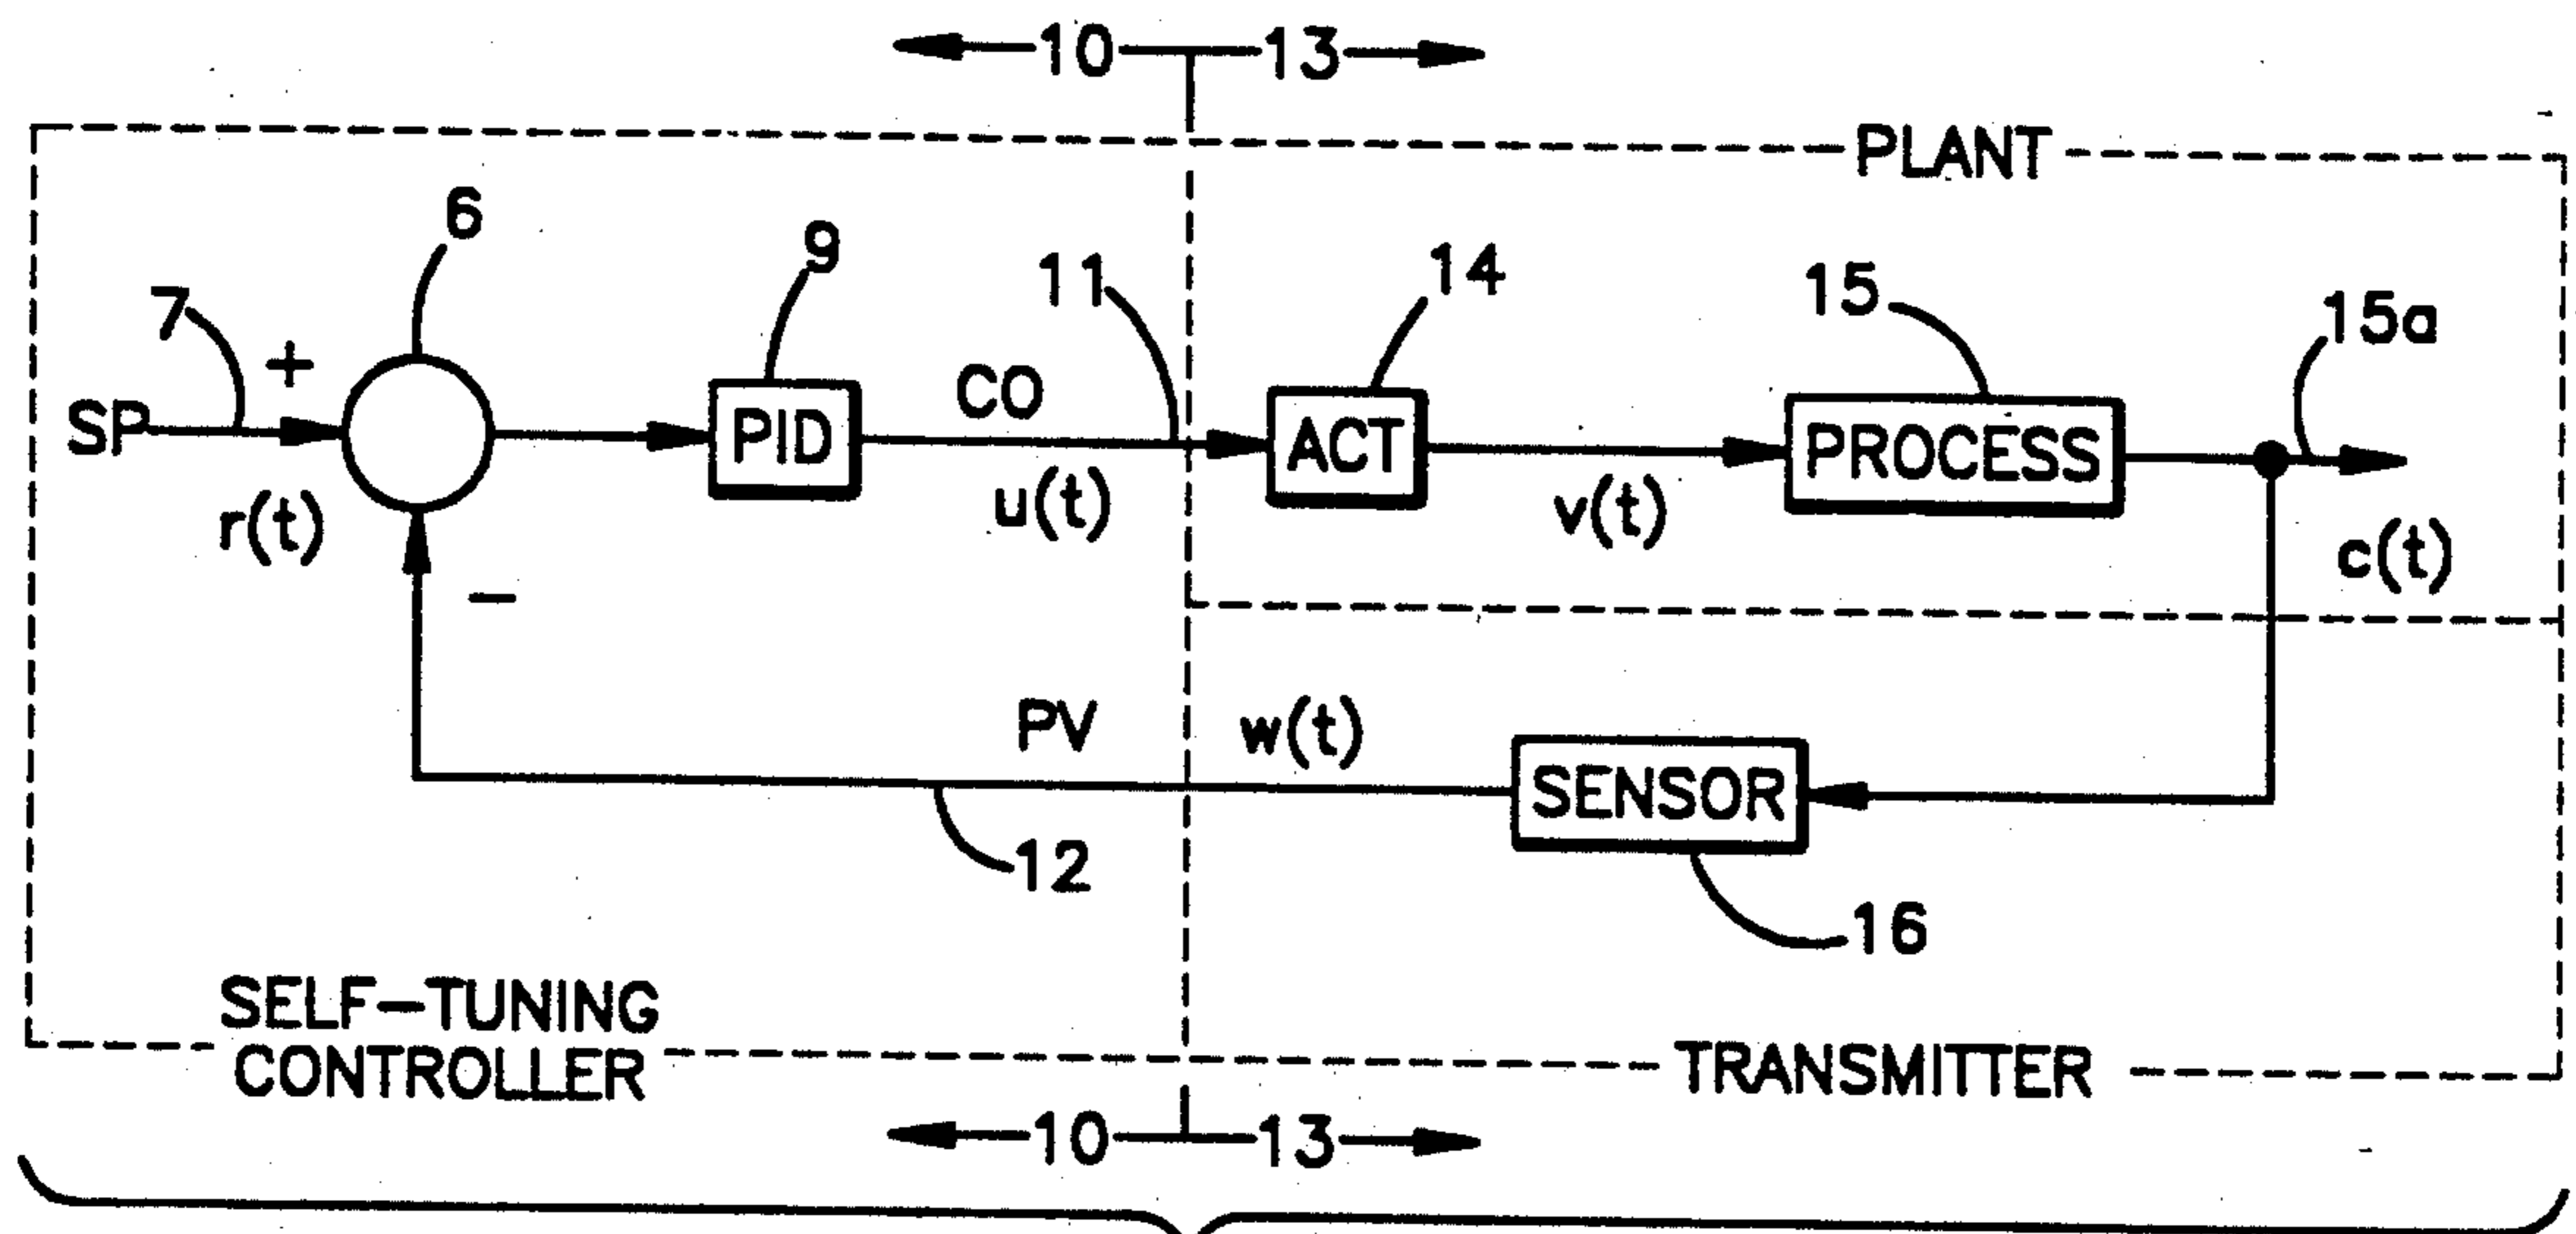 10 13
PLANT
6
9
11
14
15
15a
7
+
SP
PID
CO
ACT
PROCESS
r(t)
u(t)
v(t)
c(t)
−
PV
w(t)
SENSOR
12
16
SELF-TUNING
CONTROLLER
TRANSMITTER
10 13